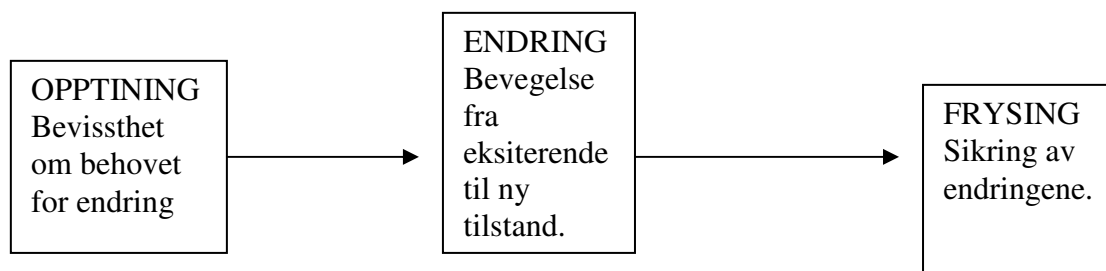 OPPTINING
Bevissthet
om behovet
for endring
ENDRING
Bevegelse
fra
eksiterende
til ny
tilstand.
FRYSING
Sikring av
endringene.